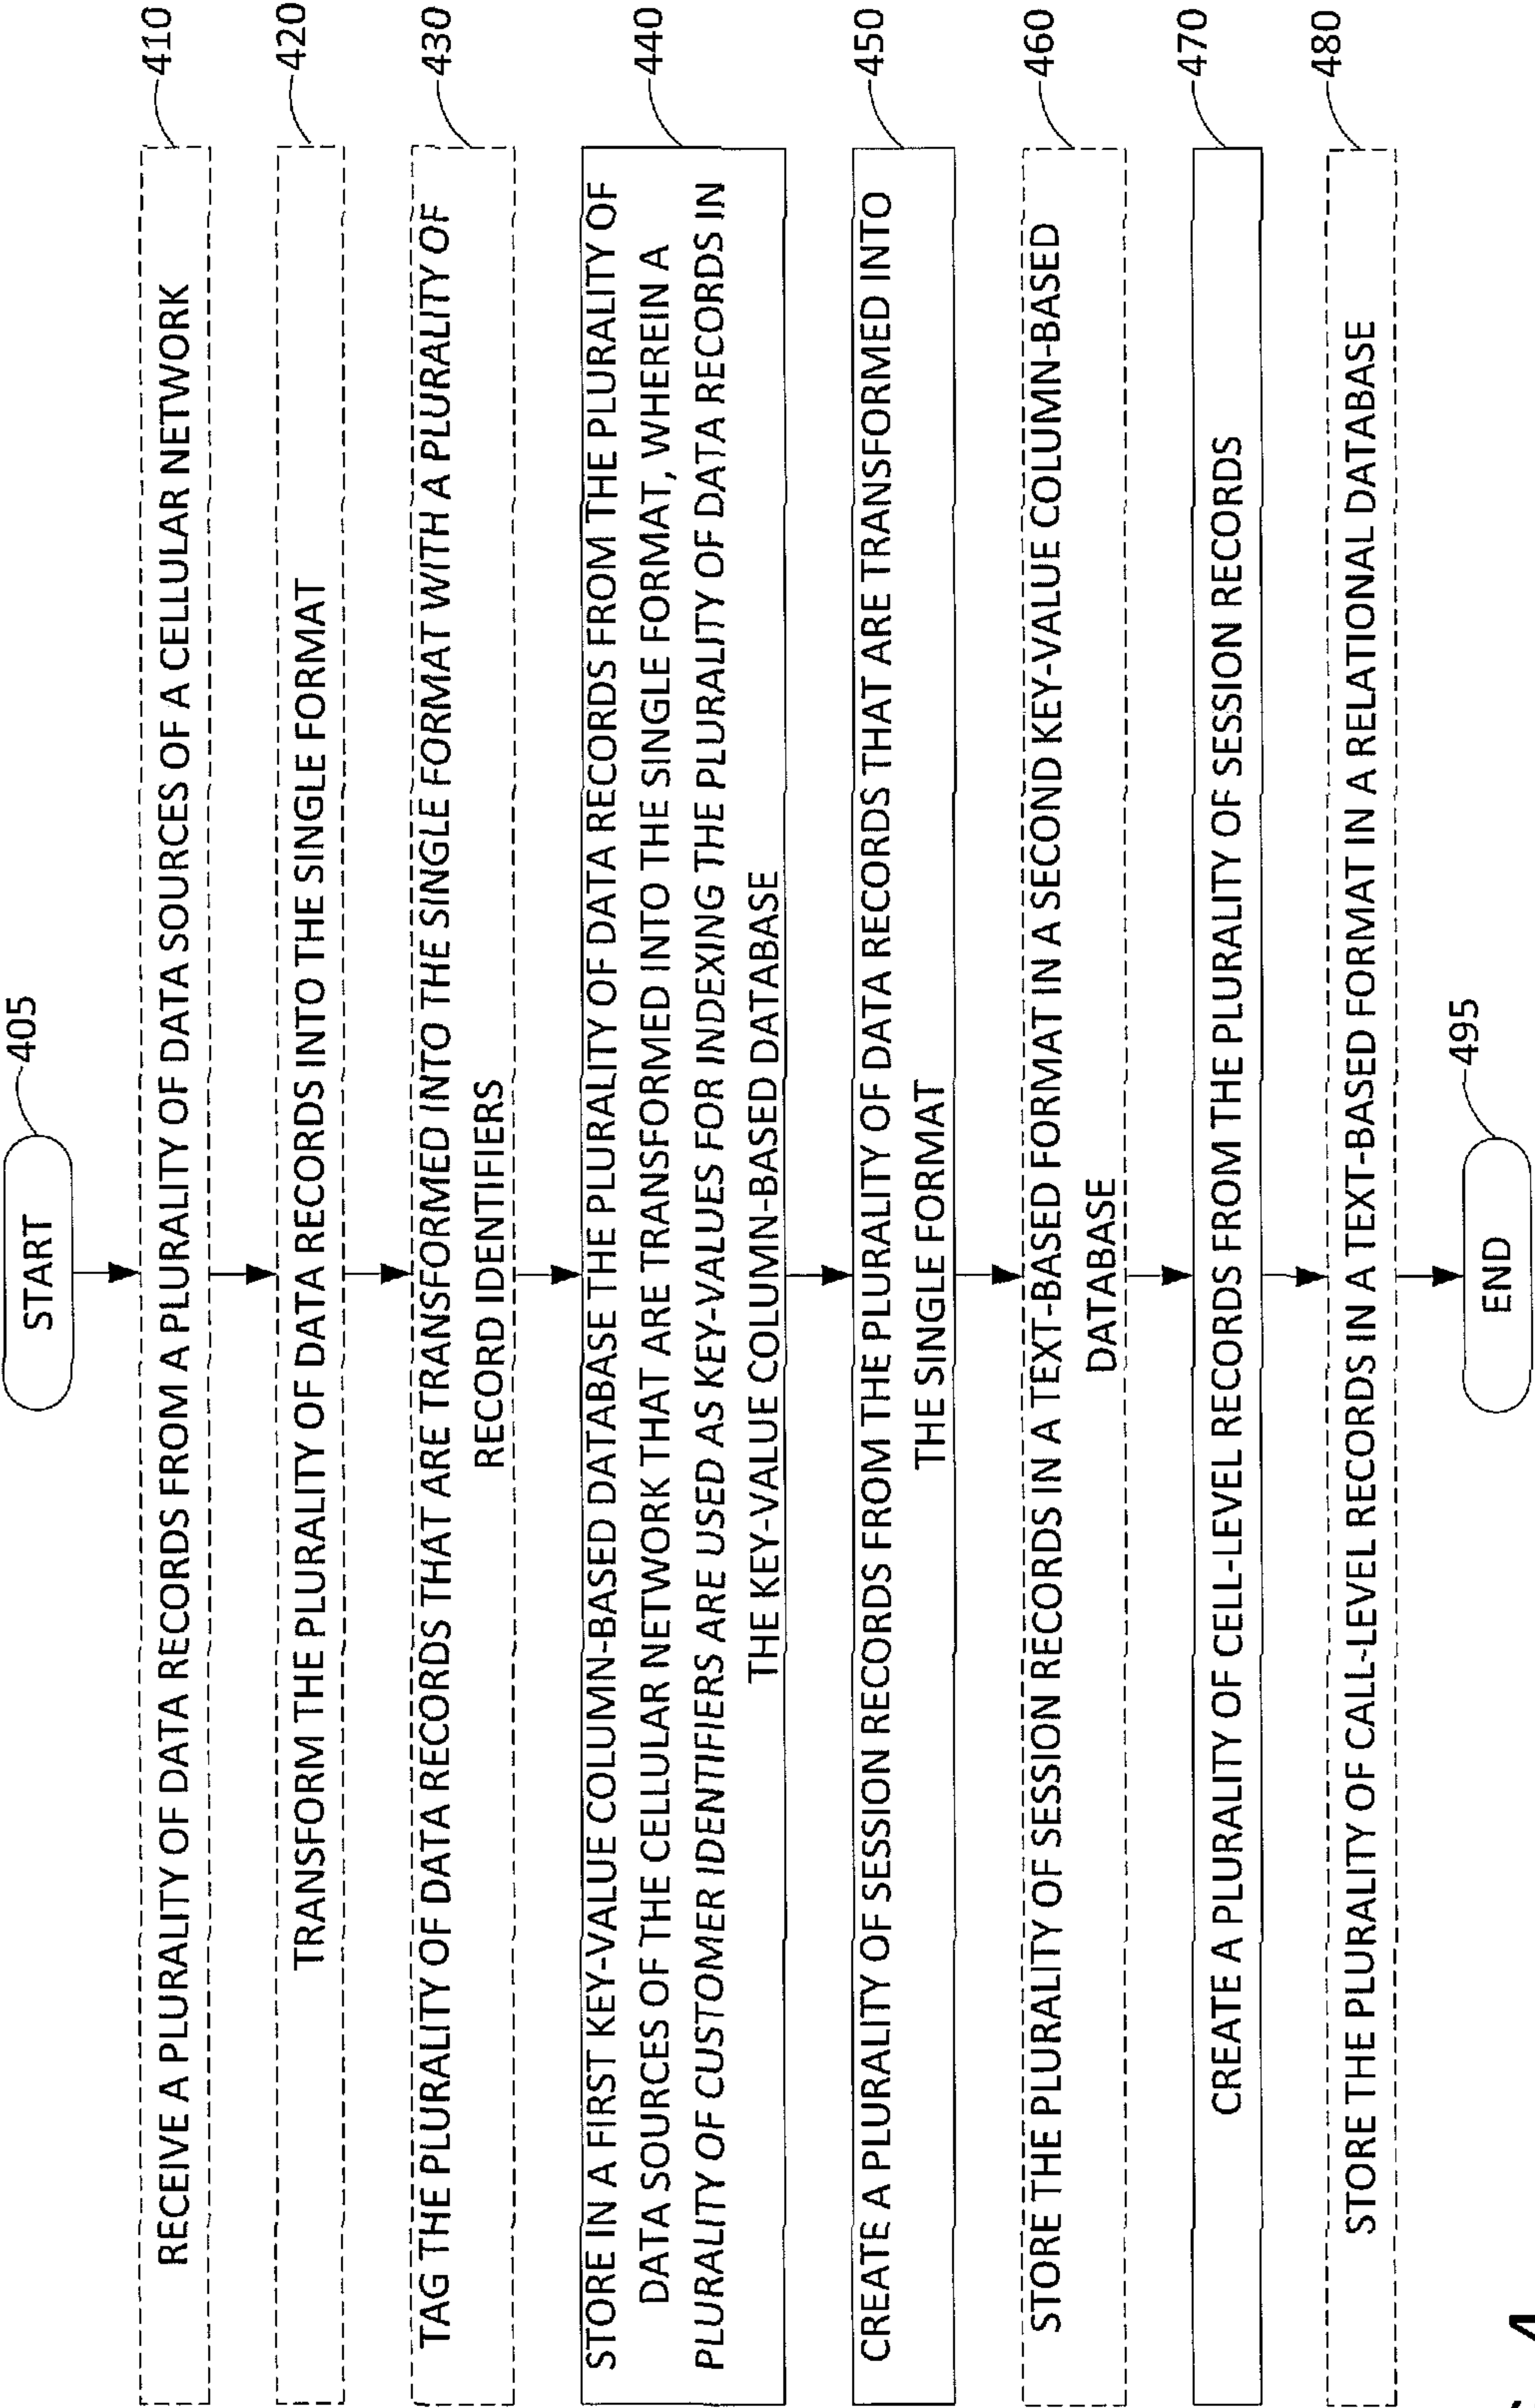 START
405
RECEIVE A PLURALITY OF DATA RECORDS FROM A PLURALITY OF DATA SOURCES OF A CELLULAR NETWORK
410
TRANSFORM THE PLURALITY OF DATA RECORDS INTO THE SINGLE FORMAT
420
TAG THE PLURALITY OF DATA RECORDS THAT ARE TRANSFORMED INTO THE SINGLE FORMAT WITH A PLURALITY OF
RECORD IDENTIFIERS
430
STORE IN A FIRST KEY-VALUE COLUMN-BASED DATABASE THE PLURALITY OF DATA RECORDS FROM THE PLURALITY OF
DATA SOURCES OF THE CELLULAR NETWORK THAT ARE TRANSFORMED INTO THE SINGLE FORMAT, WHEREIN A
PLURALITY OF CUSTOMER IDENTIFIERS ARE USED AS KEY-VALUES FOR INDEXING THE PLURALITY OF DATA RECORDS IN
THE KEY-VALUE COLUMN-BASED DATABASE
440
CREATE A PLURALITY OF SESSION RECORDS FROM THE PLURALITY OF DATA RECORDS THAT ARE TRANSFORMED INTO
THE SINGLE FORMAT
450
STORE THE PLURALITY OF SESSION RECORDS IN A TEXT-BASED FORMAT IN A SECOND KEY-VALUE COLUMN-BASED
DATABASE
460
CREATE A PLURALITY OF CELL-LEVEL RECORDS FROM THE PLURALITY OF SESSION RECORDS
470
STORE THE PLURALITY OF CALL-LEVEL RECORDS IN A TEXT-BASED FORMAT IN A RELATIONAL DATABASE
480
END
495